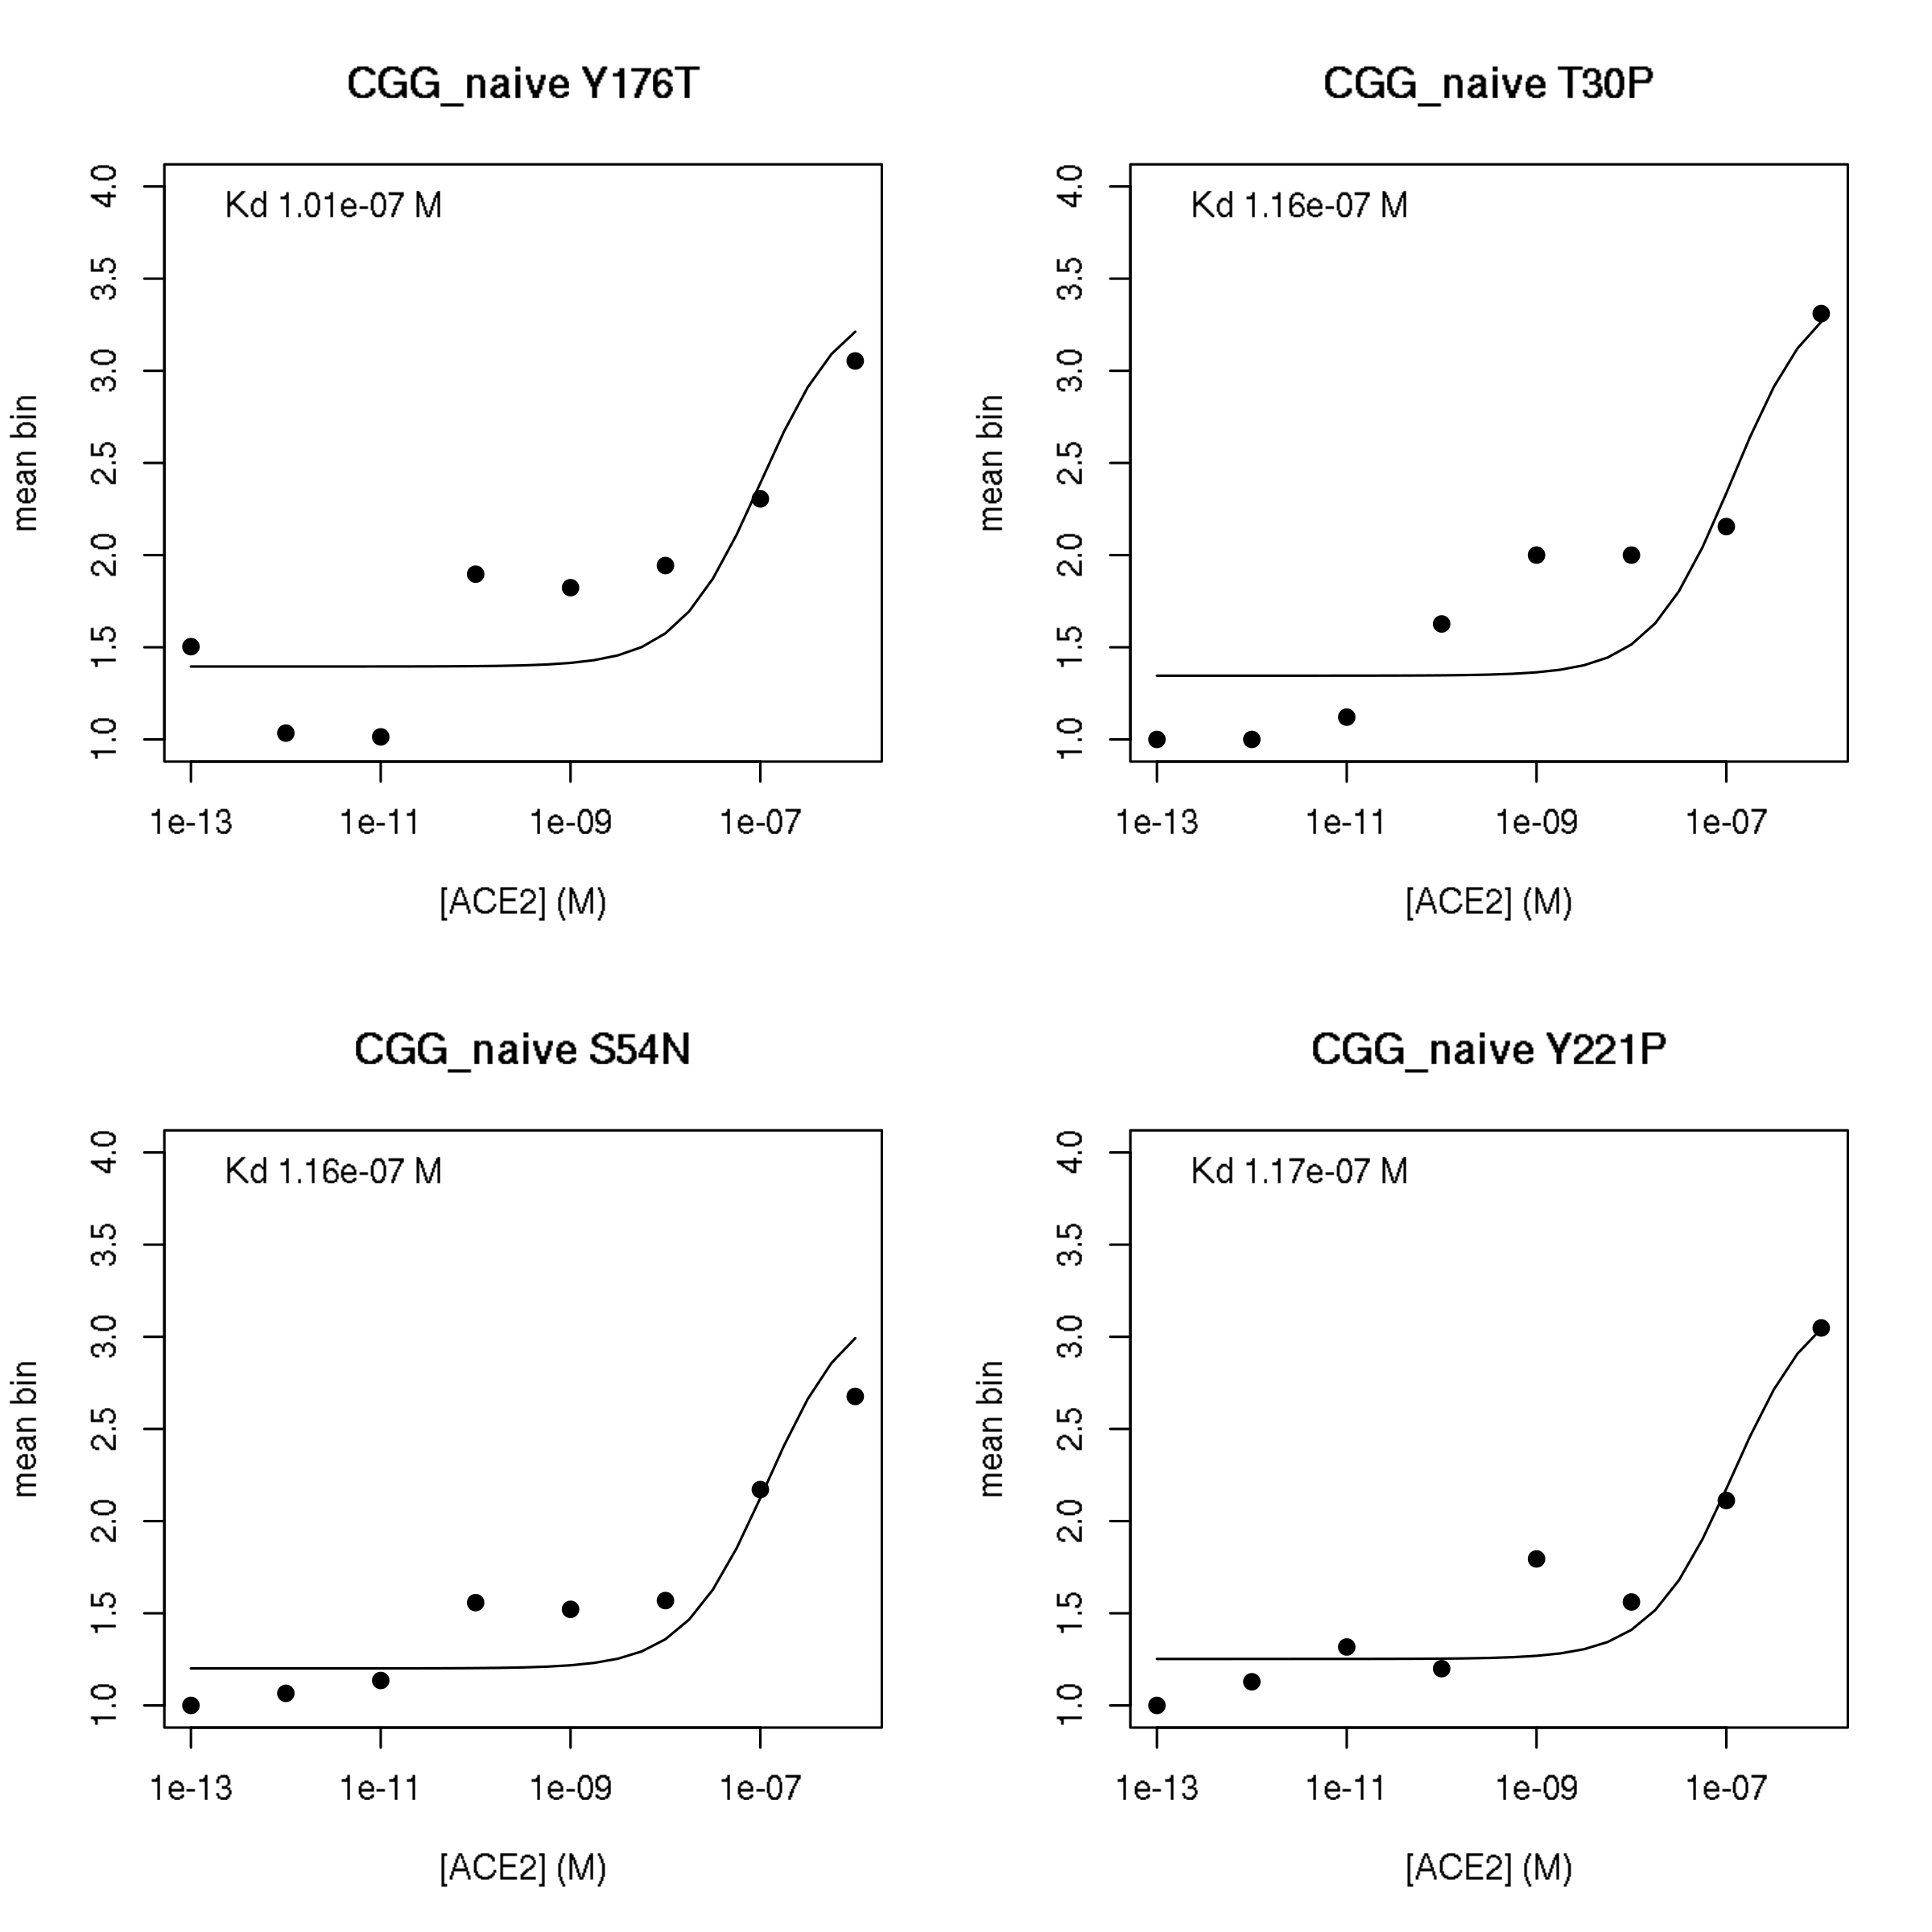 CGG_naive Y176T
Kd 1.01e-07 M
mean bin
4.0
3.5
3.0
2.5
2.0
1.5
1.0
1e-13 1e-11 1e-09 1e-07
[ACE2] (M)
CGG_naive T30P
Kd 1.16e-07 M
mean bin
4.0
3.5
3.0
2.5
2.0
1.5
1.0
1e-13 1e-11 1e-09 1e-07
[ACE2] (M)
CGG_naive S54N
Kd 1.16e-07 M
mean bin
4.0
3.5
3.0
2.5
2.0
1.5
1.0
1e-13 1e-11 1e-09 1e-07
[ACE2] (M)
CGG_naive Y221P
Kd 1.17e-07 M
mean bin
4.0
3.5
3.0
2.5
2.0
1.5
1.0
1e-13 1e-11 1e-09 1e-07
[ACE2] (M)